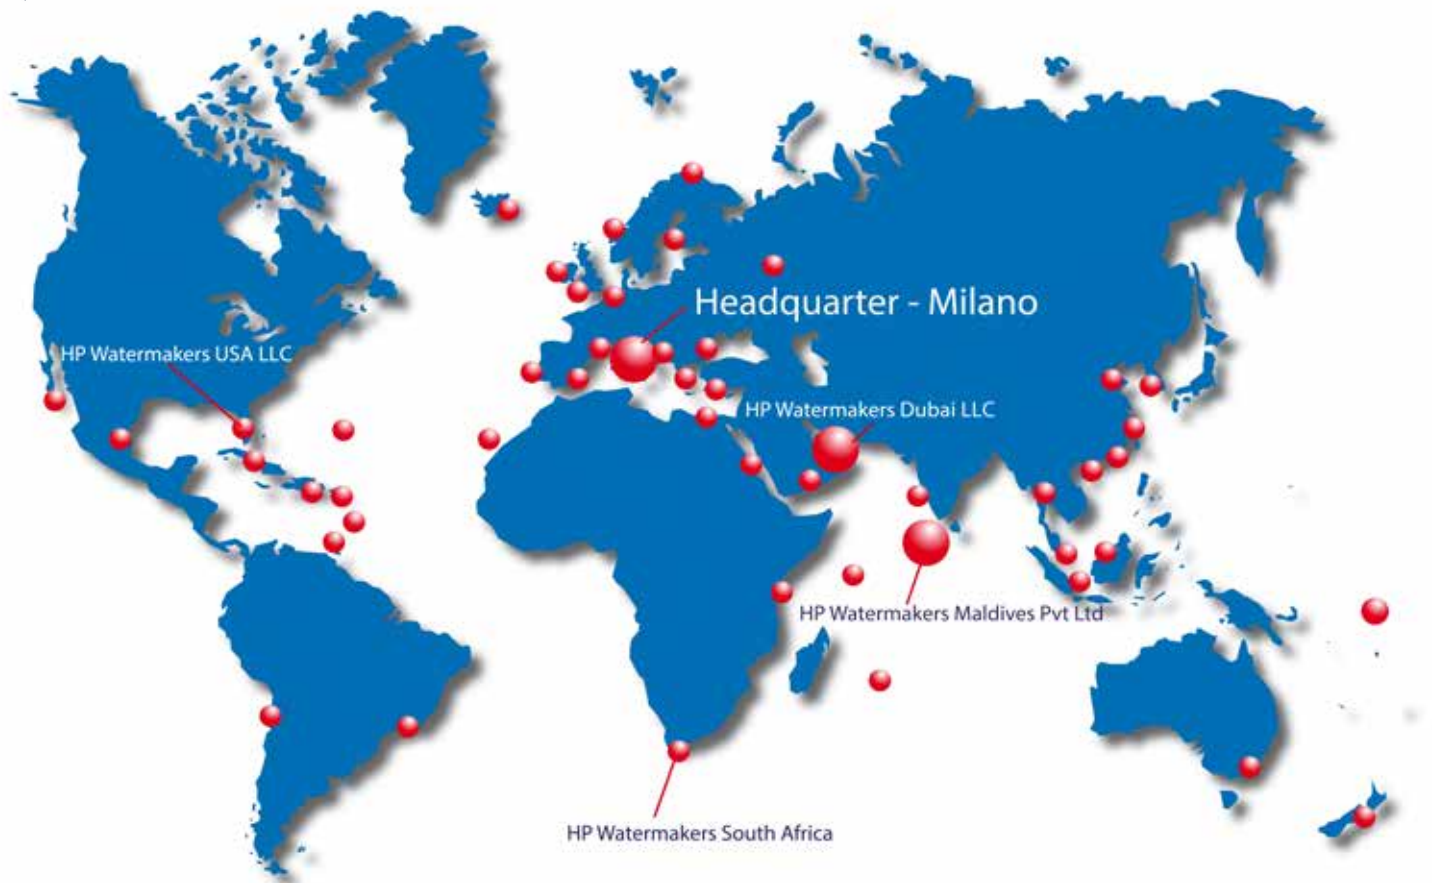 Headquarter - Milano
HP Watermakers USA LLC
HP Watermakers Dubai LLC
HP Watermakers Maldives Pvt Ltd
HP Watermakers South Africa